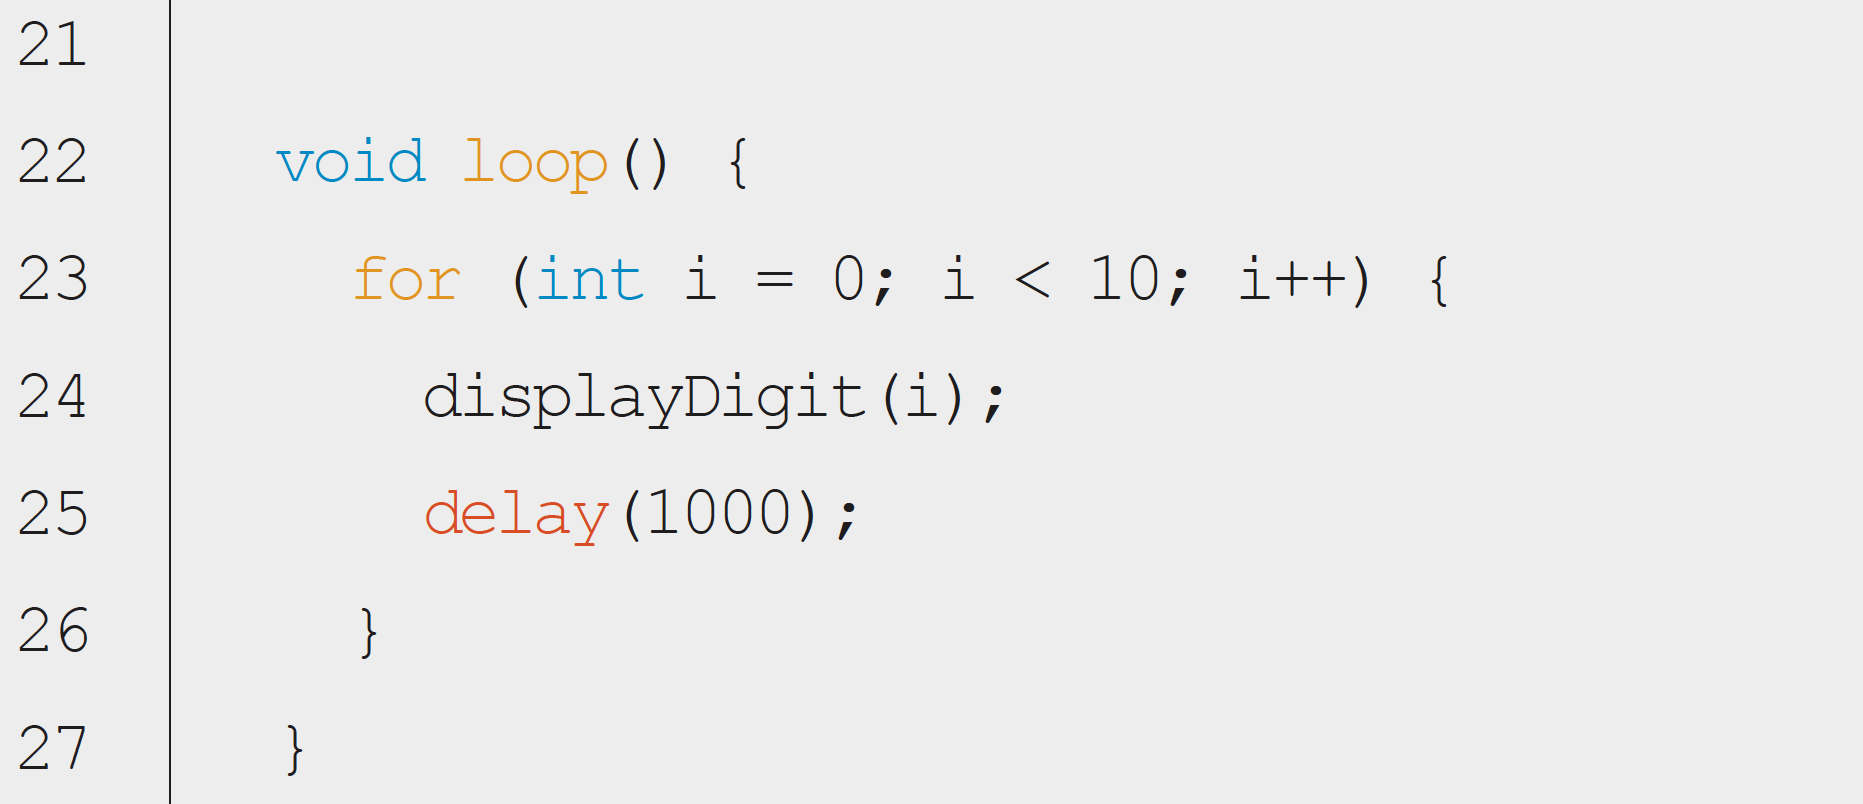 21
22 void loop() {
23 for (int i = 0; i < 10; i++) {
24 displayDigit(i);
25 delay(1000);
26 }
27 }